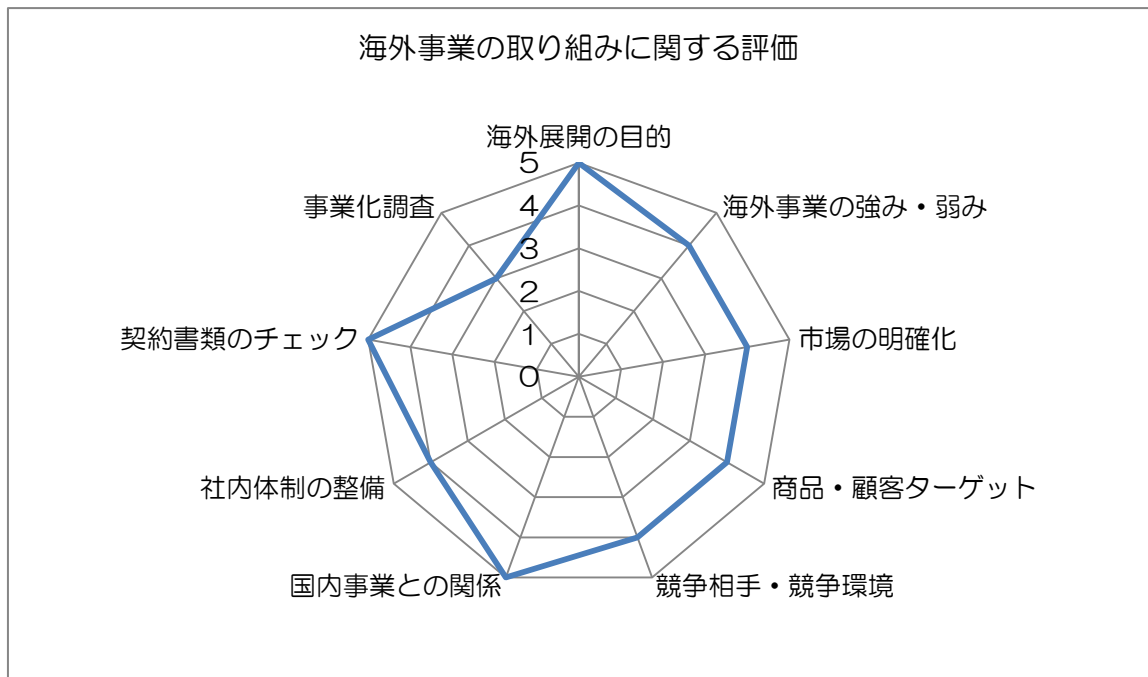 海外事業の取り組みに関する評価
海外展開の目的
海外事業の強み・弱み
市場の明確化
商品・顧客ターゲット
競争相手・競争環境
国内事業との関係
社内体制の整備
契約書類のチェック
事業化調査
5
4
3
2
1
0